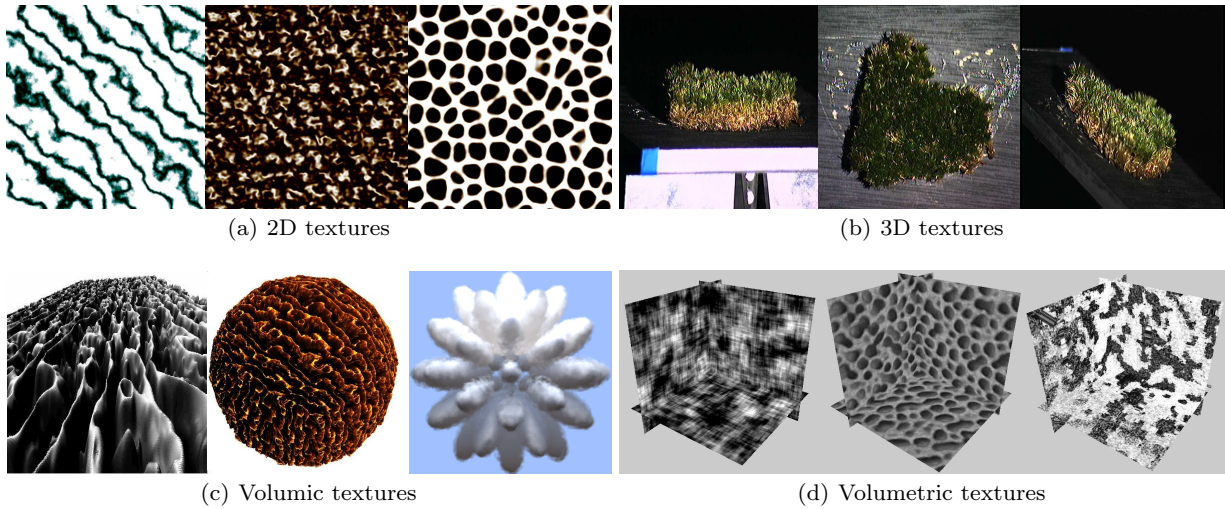 (a) 2D textures
(b) 3D textures
(c) Volumic textures
(d) Volumetric textures